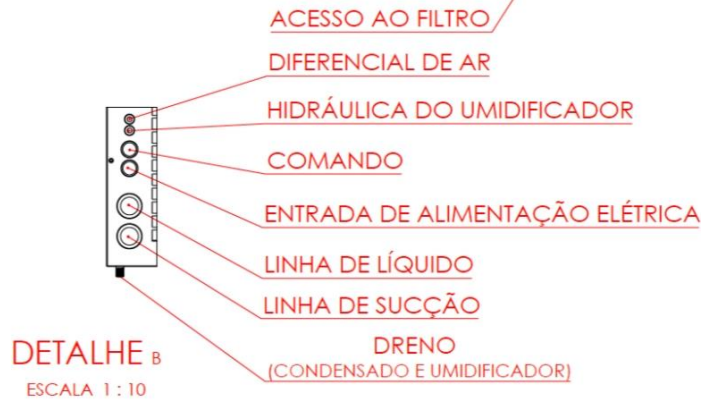 ACESSO AO FILTRO
DIFERENCIAL DE AR
HIDRÁULICA DO UMIDIFICADOR
COMANDO
ENTRADA DE ALIMENTAÇÃO ELÉTRICA
LINHA DE LÍQUIDO
LINHA DE SUCÇÃO
DRENO
(CONDENSADO E UMIDIFICADOR)
DETALHE B
ESCALA 1 : 10